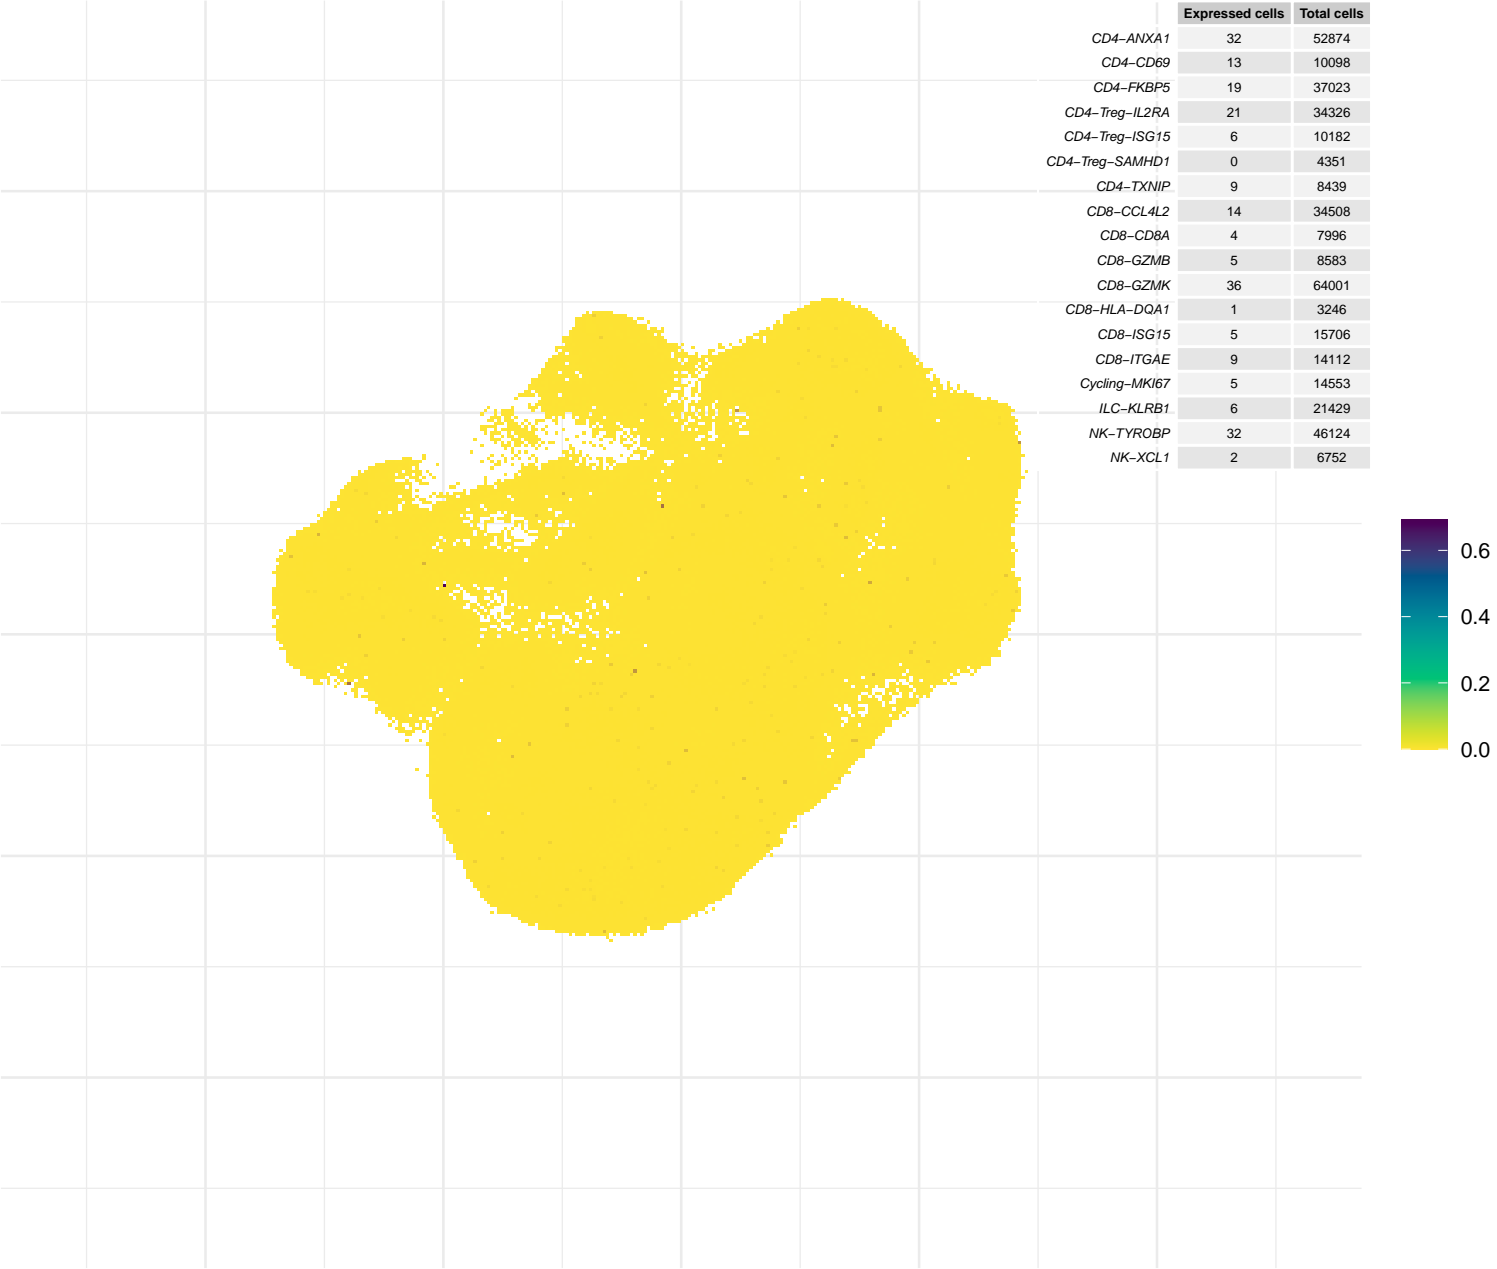 Expressed cells Total cells
CD4−ANXA1 32 52874
CD4−CD69 13 10098
CD4−FKBP5 19 37023
CD4−Treg−IL2RA 21 34326
CD4−Treg−ISG15 6 10182
CD4−Treg−SAMHD1 0 4351
CD4−TXNIP 9 8439
CD8−CCL4L2 14 34508
CD8−CD8A 4 7996
CD8−GZMB 5 8583
CD8−GZMK 36 64001
CD8−HLA−DQA1 1 3246
CD8−ISG15 5 15706
CD8−ITGAE 9 14112
Cycling−MKI67 5 14553
ILC−KLRB1 6 21429
NK−TYROBP 32 46124
NK−XCL1 2 6752
0.6
0.4
0.2
0.0